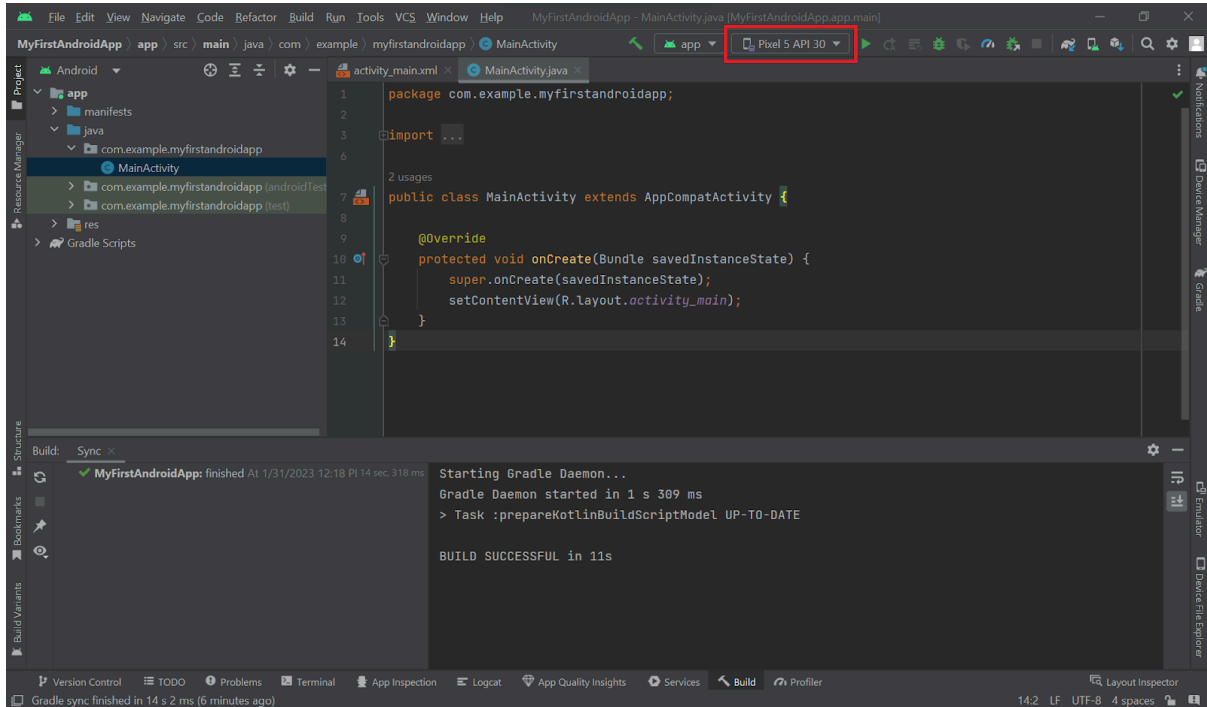 File Edit View Navigate Code Refactor Build Run Tools VCS Window Help MyFirstAndroidApp - MainActivity.java [MyFirstAndroidApp.app.main]
MyFirstAndroidApp app src main java com example myfirstandroidapp MainActivity app Pixel 5 API 30
Project
Resource Manager
Structure
Bookmarks
Build Variants
Android
app
manifests
java
com.example.myfirstandroidapp
MainActivity
com.example.myfirstandroidapp (androidTest
com.example.myfirstandroidapp (test)
res
Gradle Scripts
activity_main.xml MainActivity.java
1 package com.example.myfirstandroidapp;
2
3 import ...
6
2 usages
7 public class MainActivity extends AppCompatActivity {
8
9 @Override
10 protected void onCreate(Bundle savedInstanceState) {
11 super.onCreate(savedInstanceState);
12 setContentView(R.layout.activity_main);
13 }
14 }
Notifications
Device Manager
Gradle
Emulator
Device File Explorer
Build: Sync
MyFirstAndroidApp: finished At 1/31/2023 12:18 PI 14 sec, 318 ms
Starting Gradle Daemon...
Gradle Daemon started in 1 s 309 ms
> Task :prepareKotlinBuildScriptModel UP-TO-DATE
BUILD SUCCESSFUL in 11s
Version Control TODO Problems Terminal App Inspection Logcat App Quality Insights Services Build Profiler Layout Inspector
Gradle sync finished in 14 s 2 ms (6 minutes ago) 14:2 LF UTF-8 4 spaces